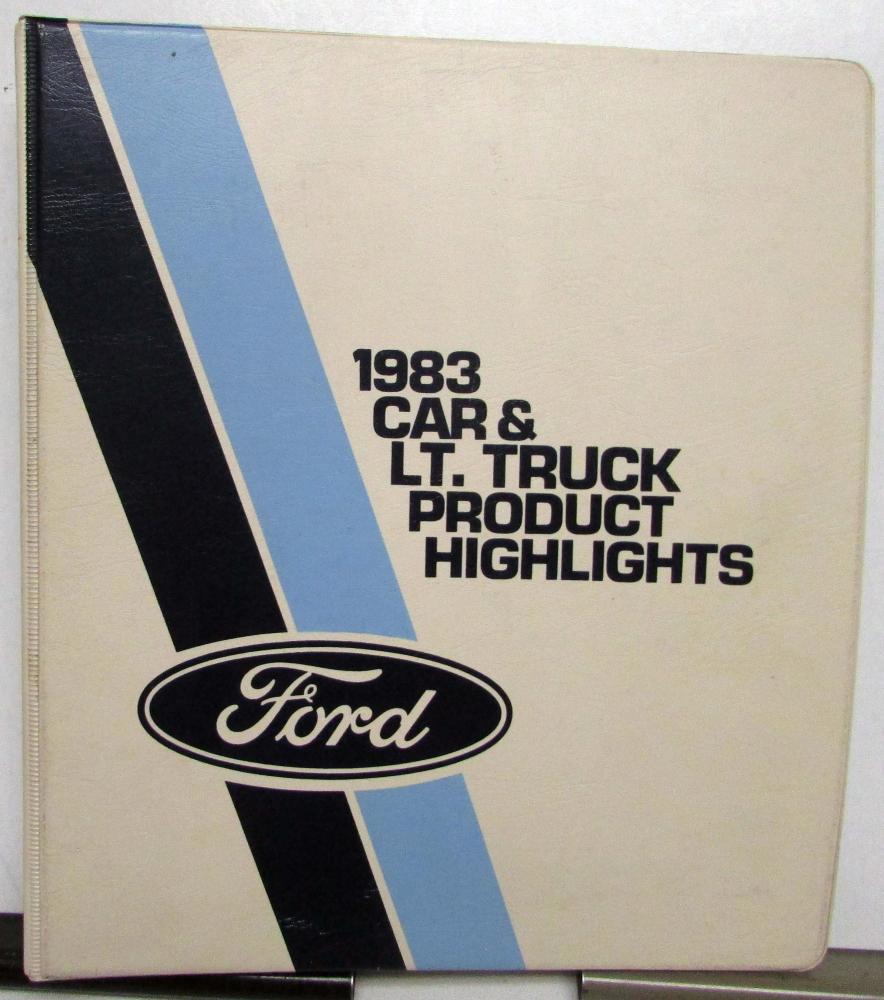 1983
CAR &
LT. TRUCK
PRODUCT
HIGHLIGHTS
Ford